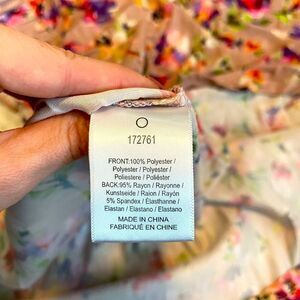 172761
FRONT:100% Polyester /
Polyester / Polyester /
Poliestere / Poliéster
BACK:95% Rayon / Rayonne /
Kunstseide / Raion / Rayón
5% Spandex / Elasthanne /
Elastan / Elastano / Elastano
MADE IN CHINA
FABRIQUÉ EN CHINE